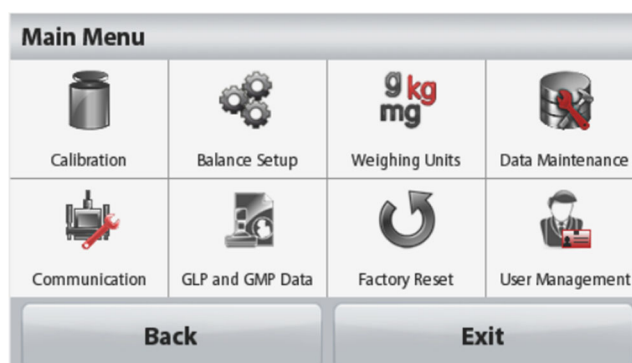 Main Menu
g kg
mg
Calibration
Balance Setup
Weighing Units
Data Maintenance
Communication
GLP and GMP Data
Factory Reset
User Management
Back
Exit